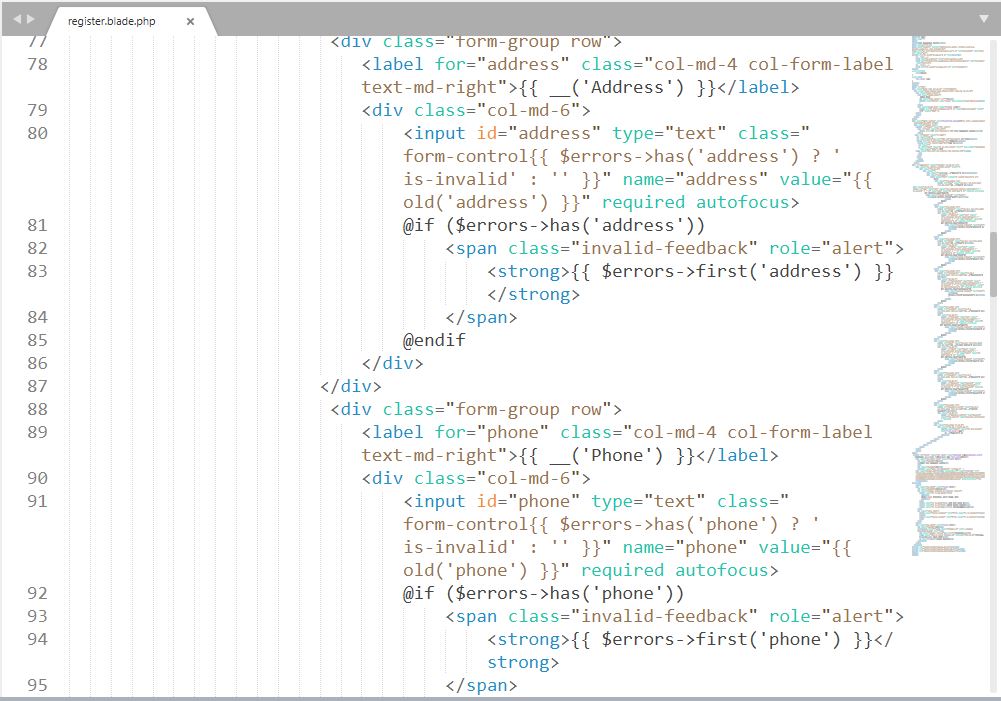 register.blade.php ×
77 <div class="form-group row">
78 <label for="address" class="col-md-4 col-form-label
text-md-right">{{ __('Address') }}</label>
79 <div class="col-md-6">
80 <input id="address" type="text" class="
form-control{{ $errors->has('address') ? '
is-invalid' : '' }}" name="address" value="{{
old('address') }}" required autofocus>
81 @if ($errors->has('address'))
82 <span class="invalid-feedback" role="alert">
83 <strong>{{ $errors->first('address') }}
</strong>
84 </span>
85 @endif
86 </div>
87 </div>
88 <div class="form-group row">
89 <label for="phone" class="col-md-4 col-form-label
text-md-right">{{ __('Phone') }}</label>
90 <div class="col-md-6">
91 <input id="phone" type="text" class="
form-control{{ $errors->has('phone') ? '
is-invalid' : '' }}" name="phone" value="{{
old('phone') }}" required autofocus>
92 @if ($errors->has('phone'))
93 <span class="invalid-feedback" role="alert">
94 <strong>{{ $errors->first('phone') }}</
strong>
95 </span>